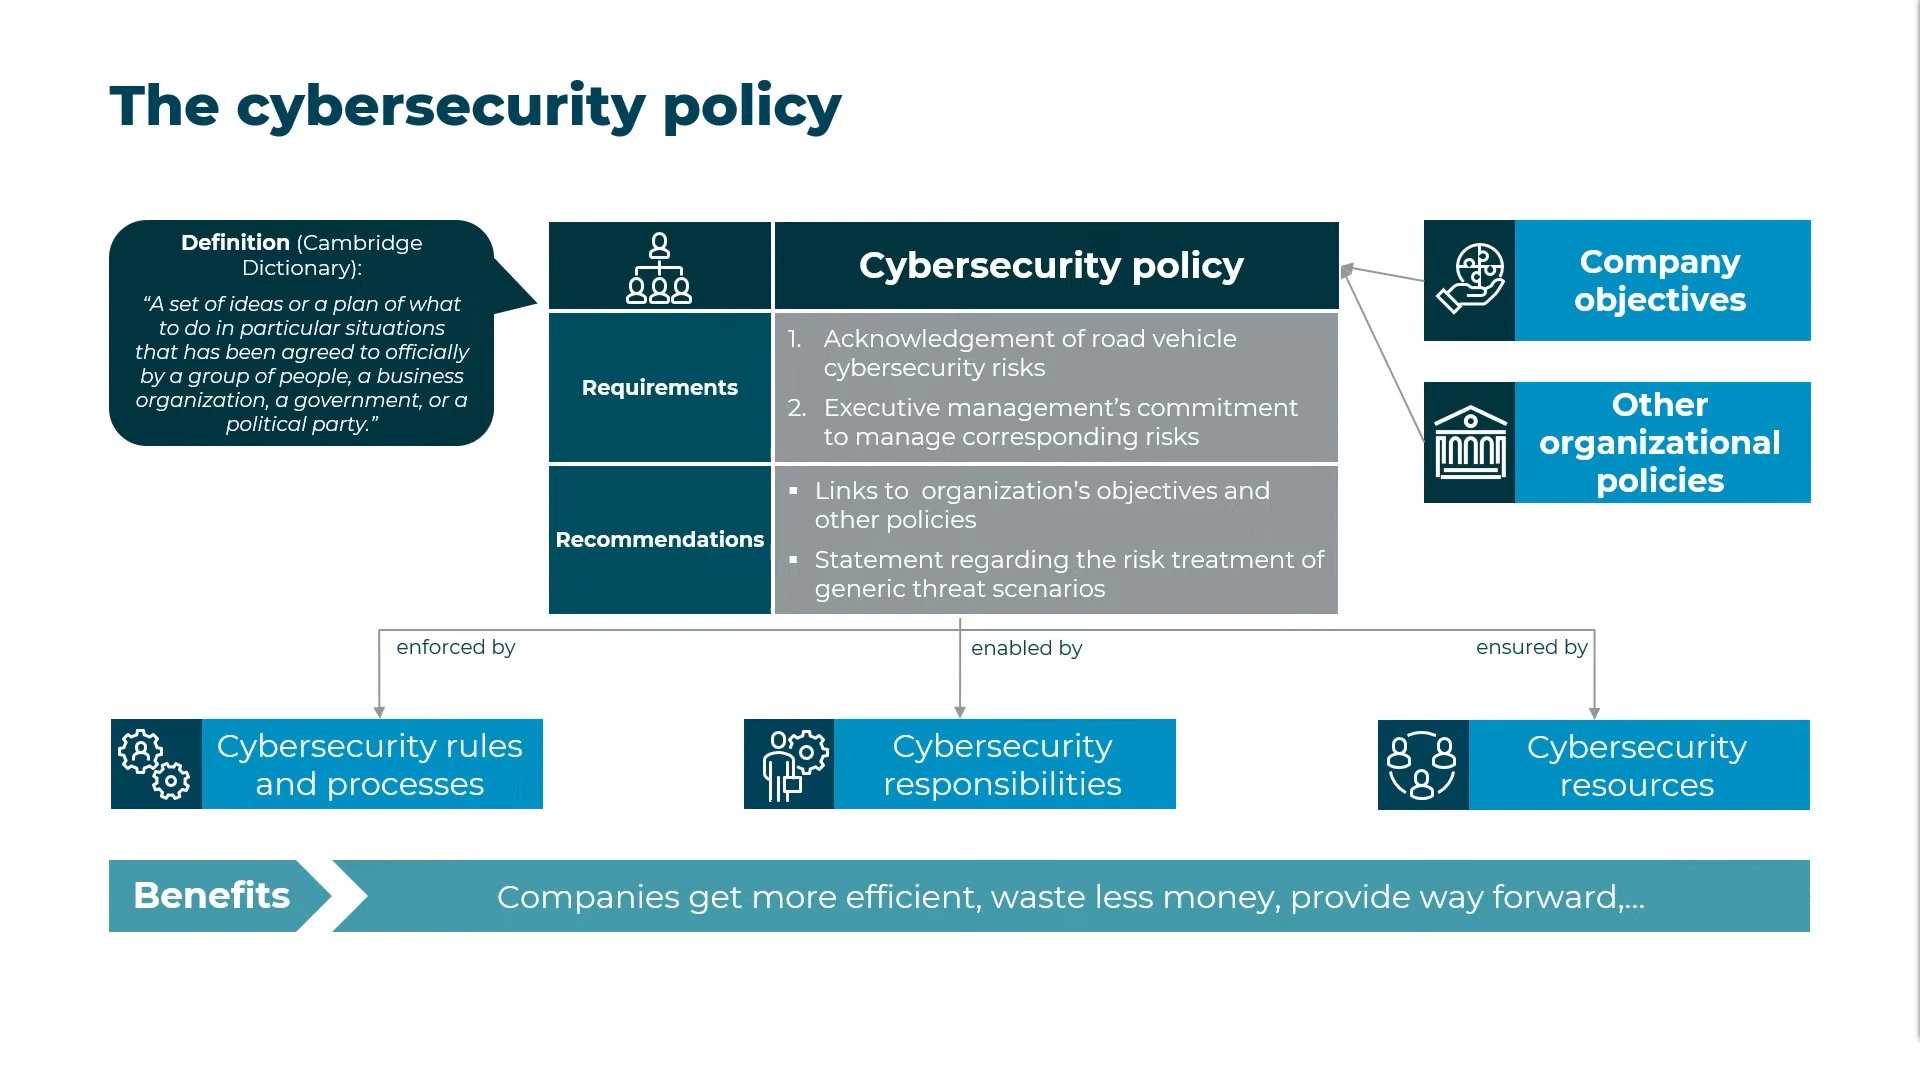 The cybersecurity policy
Definition (Cambridge
Dictionary):
“A set of ideas or a plan of what
to do in particular situations
that has been agreed to officially
by a group of people, a business
organization, a government, or a
political party.”
Cybersecurity policy
Requirements
1. Acknowledgement of road vehicle
cybersecurity risks
2. Executive management’s commitment
to manage corresponding risks
Recommendations
▪ Links to organization’s objectives and
other policies
▪ Statement regarding the risk treatment of
generic threat scenarios
Company
objectives
Other
organizational
policies
enforced by
enabled by
ensured by
Cybersecurity rules
and processes
Cybersecurity
responsibilities
Cybersecurity
resources
Benefits
Companies get more efficient, waste less money, provide way forward,...